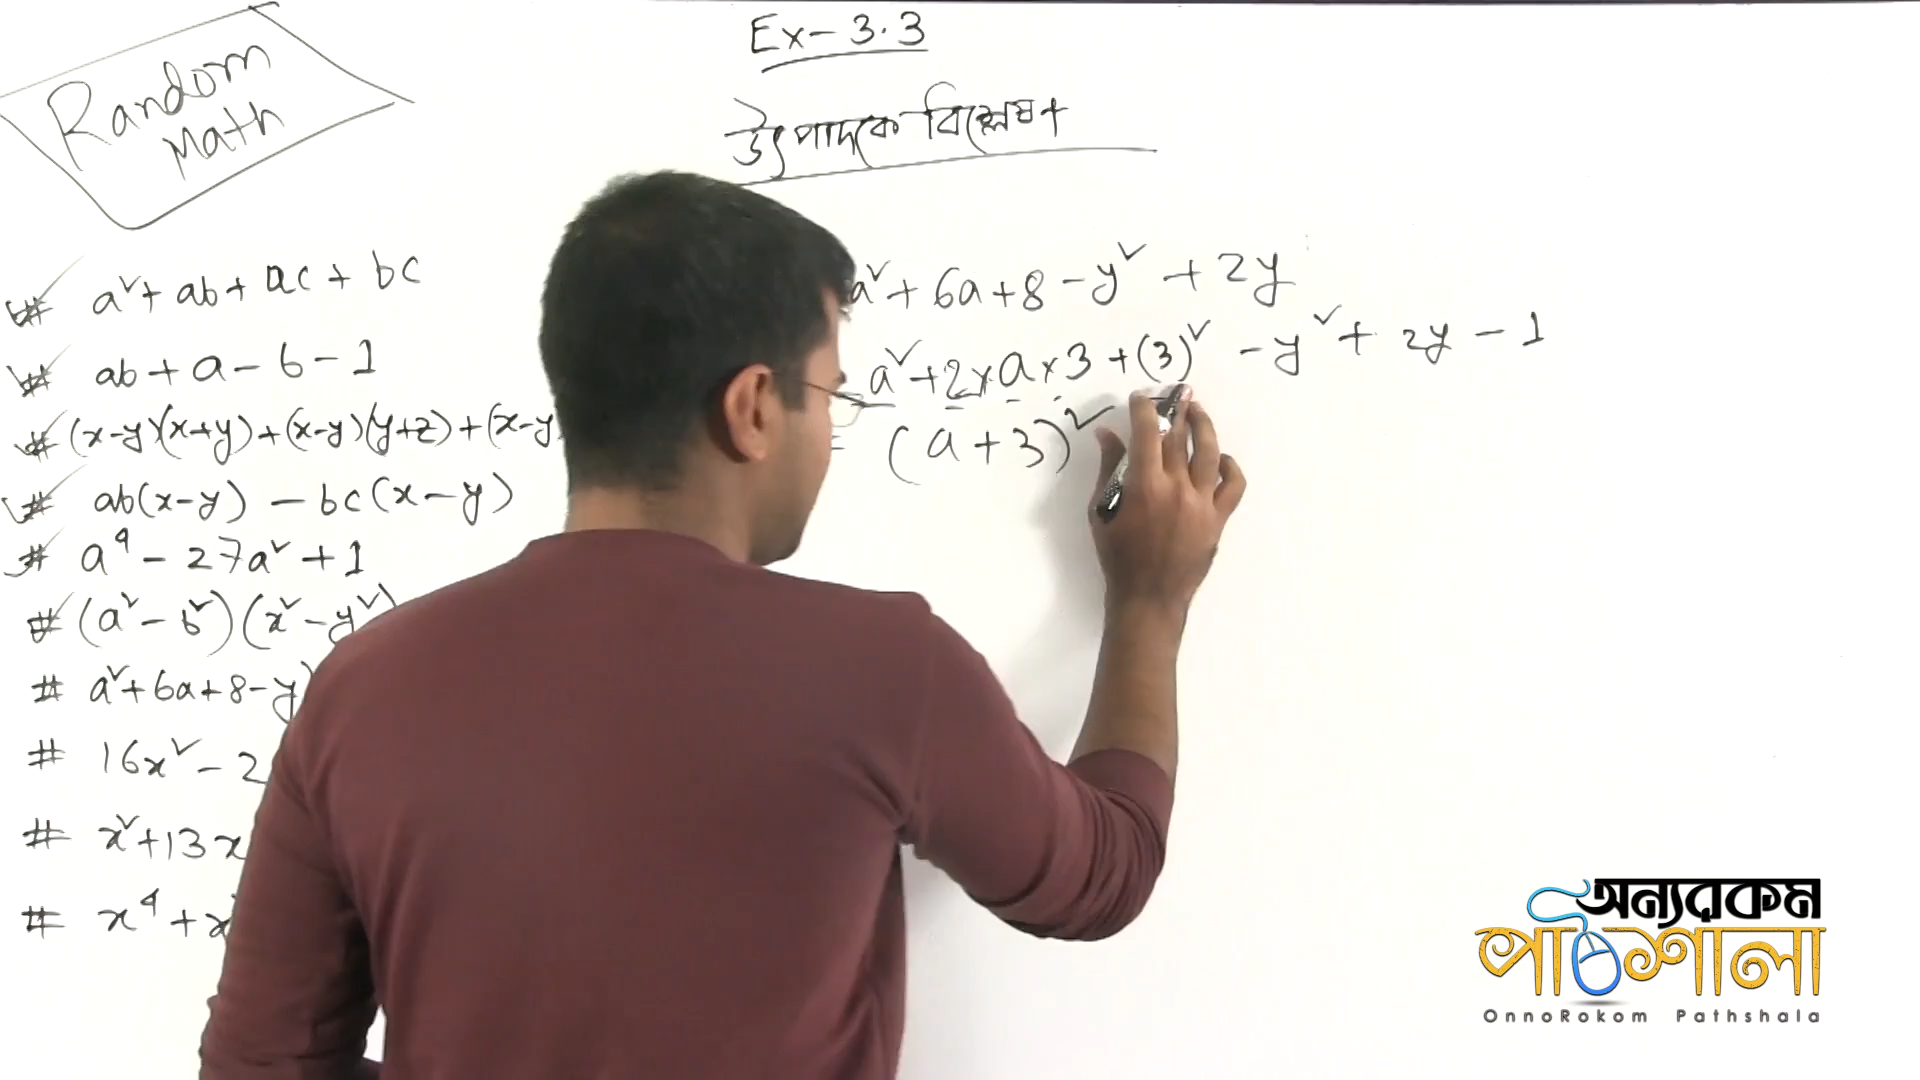 Random
Math
Ex-3.3
উৎপাদকে বিশ্লেষণ
# a²+ab+ac+bc
# ab+a-b-1
# (x-y)(x+y)+(x-y)(y+z)+(x-y
# ab(x-y) - bc(x-y)
# a⁴-27a²+1
# (a²-b²)(x²-y²)
# a²+6a+8-y
# 16x²-2
# x²+13x
# x⁴+x
a²+6a+8-y²+2y
a²+2×a×3+(3)²-y²+2y-1
= (a+3)²
অন্যরকম
পাঠশালা
OnnoRokom Pathshala